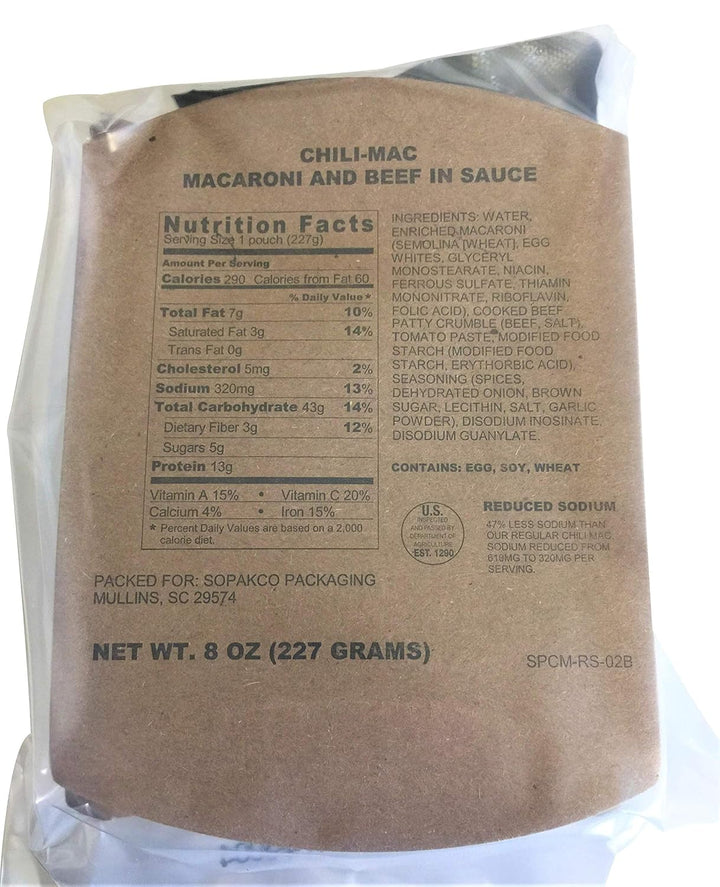 CHILI-MAC
MACARONI AND BEEF IN SAUCE
Nutrition Facts
Serving Size 1 pouch (227g)
Amount Per Serving
Calories 290 Calories from Fat 60
% Daily Value*
Total Fat 7g 10%
Saturated Fat 3g 14%
Trans Fat 0g
Cholesterol 5mg 2%
Sodium 320mg 13%
Total Carbohydrate 43g 14%
Dietary Fiber 3g 12%
Sugars 5g
Protein 13g
Vitamin A 15% • Vitamin C 20%
Calcium 4% • Iron 15%
* Percent Daily Values are based on a 2,000
calorie diet.
INGREDIENTS: WATER,
ENRICHED MACARONI
(SEMOLINA [WHEAT], EGG
WHITES, GLYCERYL
MONOSTEARATE, NIACIN,
FERROUS SULFATE, THIAMIN
MONONITRATE, RIBOFLAVIN,
FOLIC ACID), COOKED BEEF
PATTY CRUMBLE (BEEF, SALT),
TOMATO PASTE, MODIFIED FOOD
STARCH (MODIFIED FOOD
STARCH, ERYTHORBIC ACID),
SEASONING (SPICES,
DEHYDRATED ONION, BROWN
SUGAR, LECITHIN, SALT, GARLIC
POWDER), DISODIUM INOSINATE,
DISODIUM GUANYLATE.
CONTAINS: EGG, SOY, WHEAT
U.S.
INSPECTED
AND PASSED BY
DEPARTMENT OF
AGRICULTURE
EST. 1290
REDUCED SODIUM
47% LESS SODIUM THAN
OUR REGULAR CHILI MAC.
SODIUM REDUCED FROM
619MG TO 320MG PER
SERVING.
PACKED FOR: SOPAKCO PACKAGING
MULLINS, SC 29574
NET WT. 8 OZ (227 GRAMS)
SPCM-RS-02B